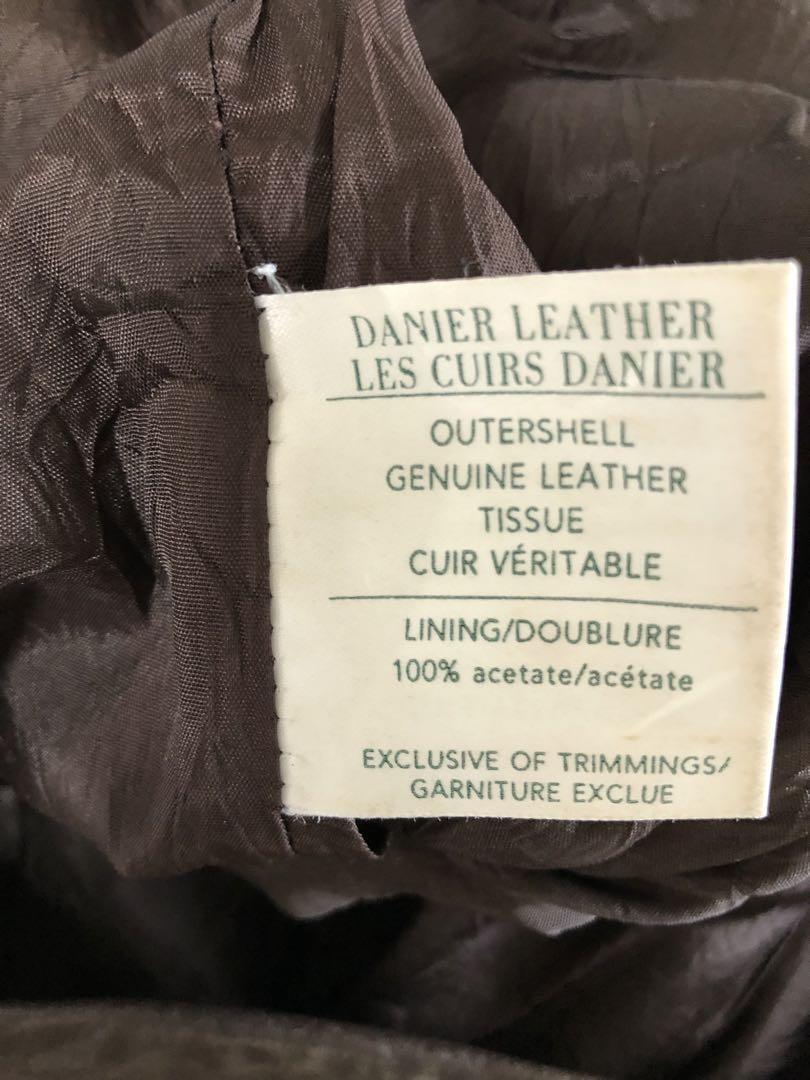 DANIER LEATHER
LES CUIRS DANIER
OUTERSHELL
GENUINE LEATHER
TISSUE
CUIR VÉRITABLE
LINING/DOUBLURE
100% acetate/acétate
EXCLUSIVE OF TRIMMINGS/
GARNITURE EXCLUE